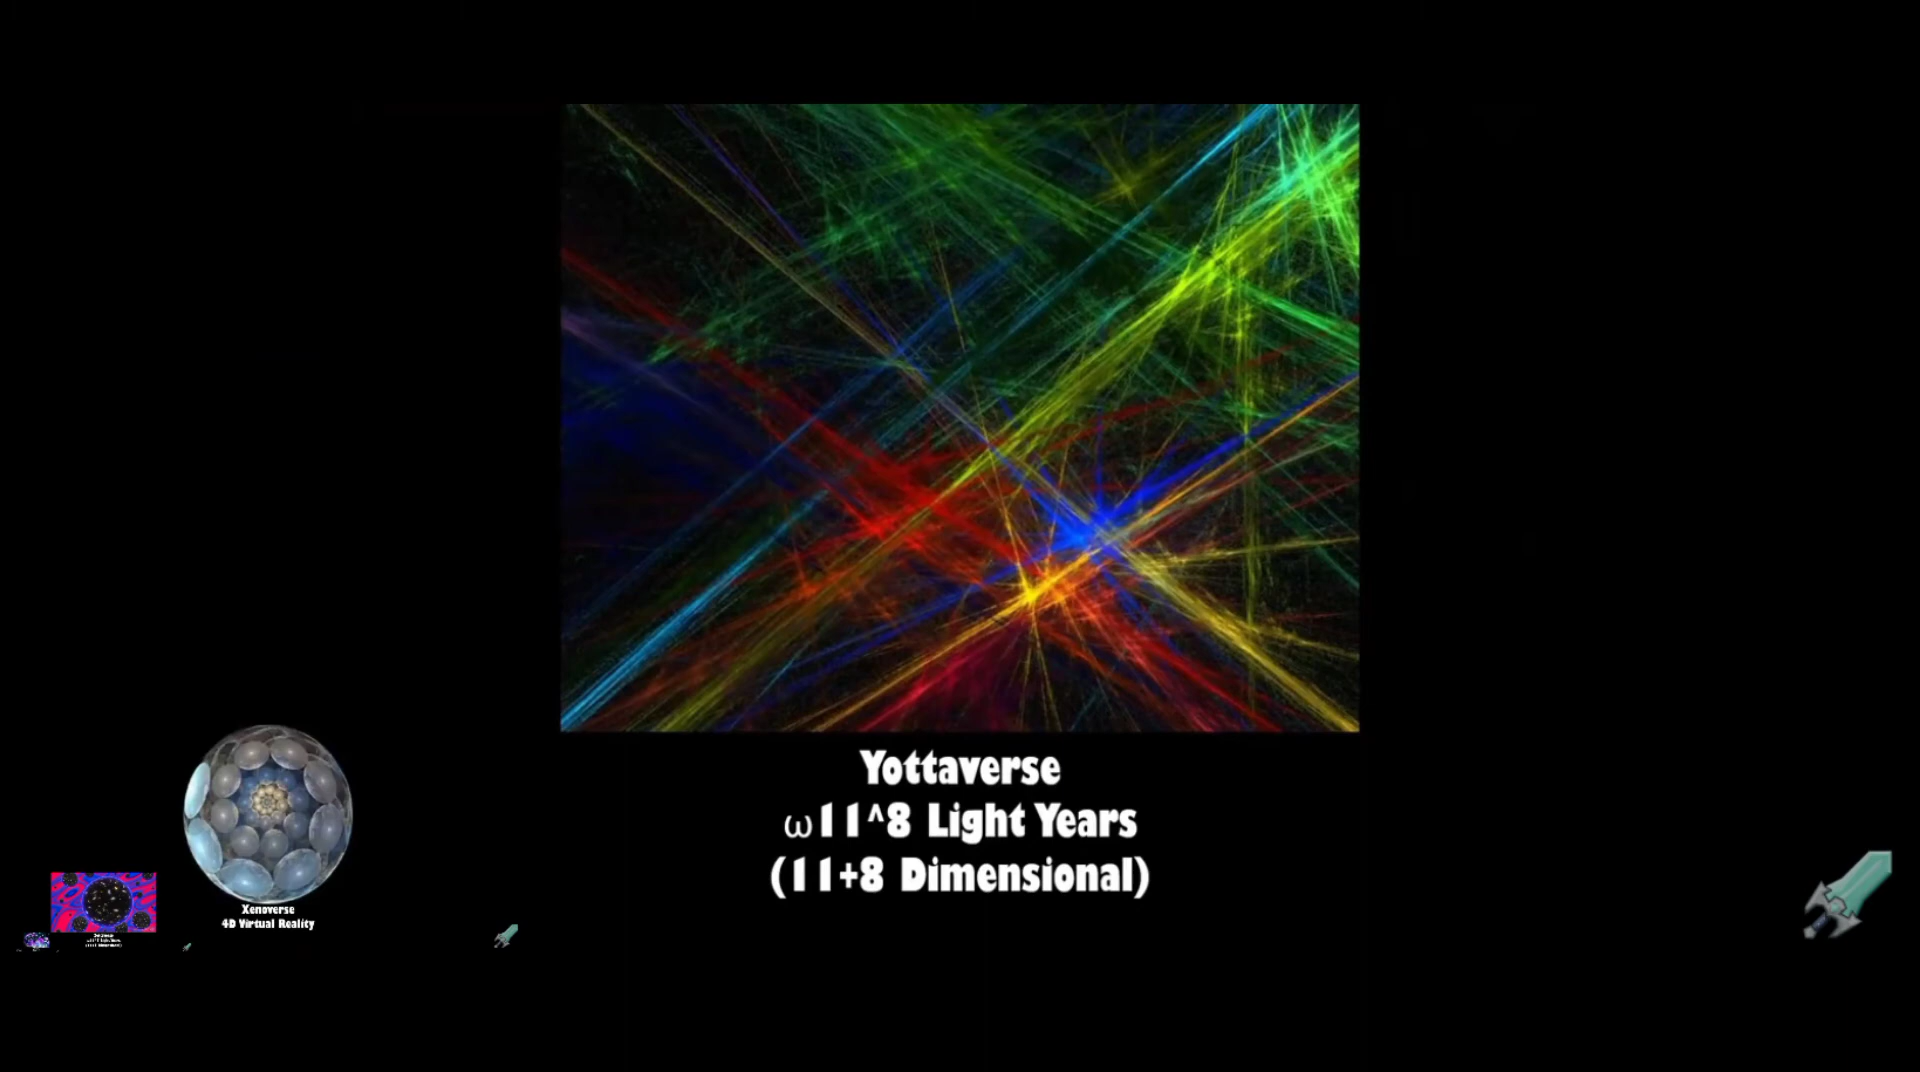 Yottaverse
ω11^8 Light Years
(11+8 Dimensional)
Xenoverse
4D Virtual Reality